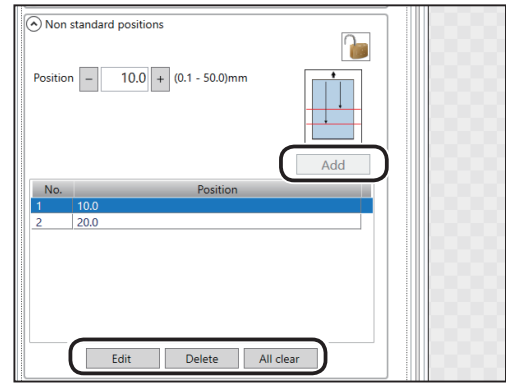 Non standard positions
Position – 10.0 + (0.1 - 50.0)mm
Add
No. Position
1 10.0
2 20.0
Edit Delete All clear